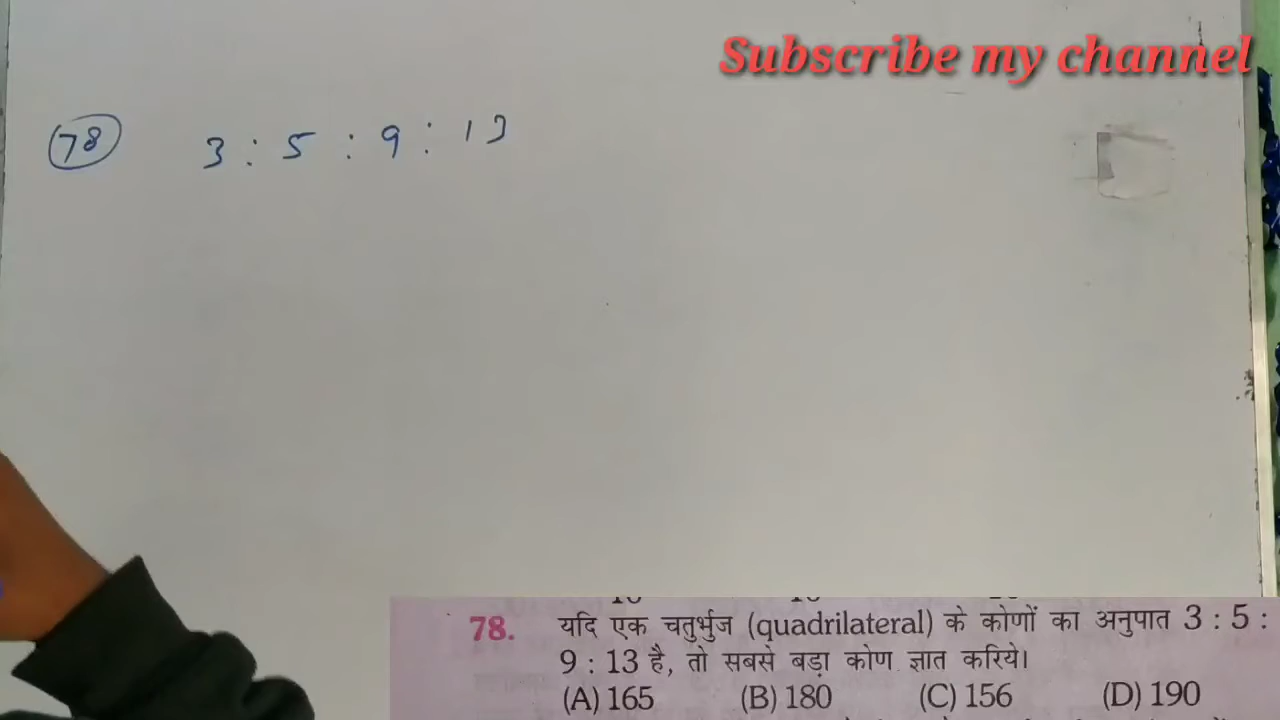 Subscribe my channel
78 3 : 5 : 9 : 13
78. यदि एक चतुर्भुज (quadrilateral) के कोणों का अनुपात 3 : 5 :
9 : 13 है, तो सबसे बड़ा कोण ज्ञात करिये।
(A) 165 (B) 180 (C) 156 (D) 190